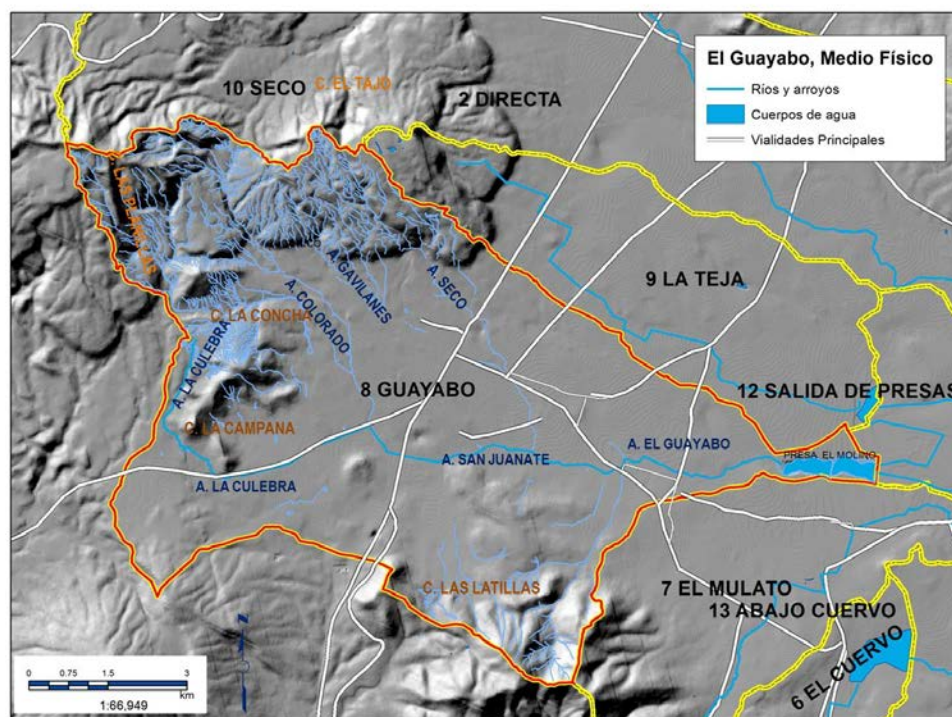 El Guayabo, Medio Físico
Ríos y arroyos
Cuerpos de agua
Vialidades Principales
10 SECO
C. EL TAJO
2 DIRECTA
C. LAS PLANILLAS
A. GAVILANES
A. SECO
A. COLORADO
9 LA TEJA
C. LA CONCHA
A. LA CULEBRA
8 GUAYABO
12 SALIDA DE PRESAS
C. LA CAMPANA
A. EL GUAYABO
A. SAN JUANATE
PRESA EL MOLINO
A. LA CULEBRA
C. LAS LATILLAS
7 EL MULATO
13 ABAJO CUERVO
6 EL CUERVO
N
0 0.75 1.5 3
km
1:66,949